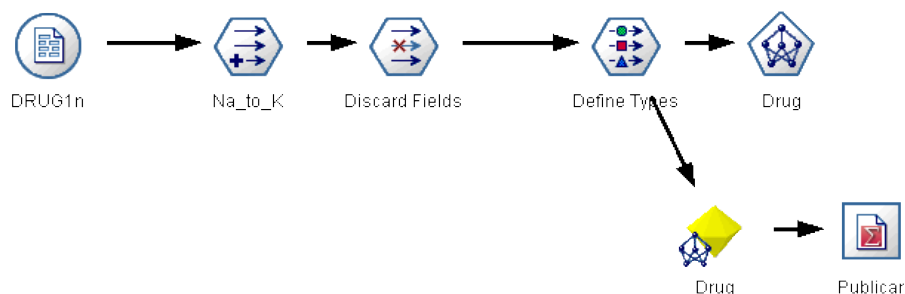 DRUG1n
Na_to_K
Discard Fields
Define Types
Drug
Drug
Publicar